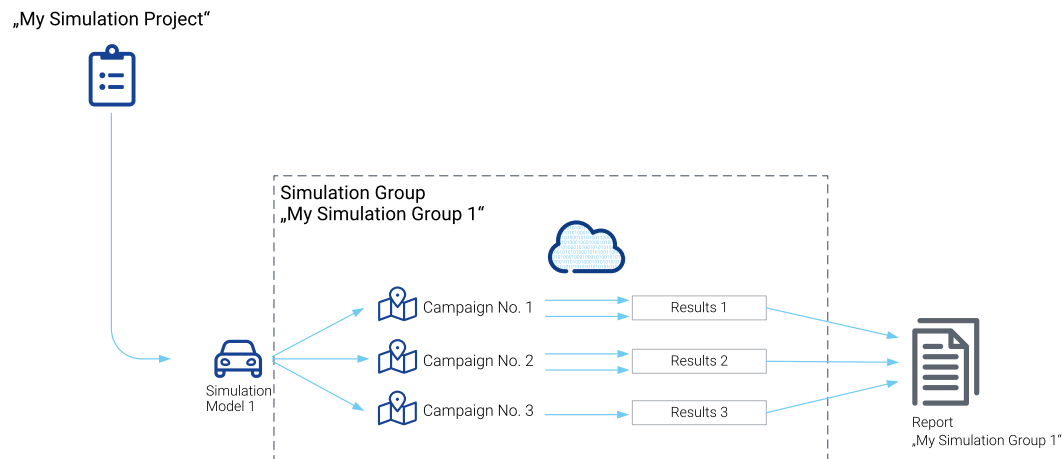 „My Simulation Project“
Simulation Group
„My Simulation Group 1“
Campaign No. 1
Results 1
Campaign No. 2
Results 2
Simulation
Model 1
Campaign No. 3
Results 3
Report
„My Simulation Group 1“